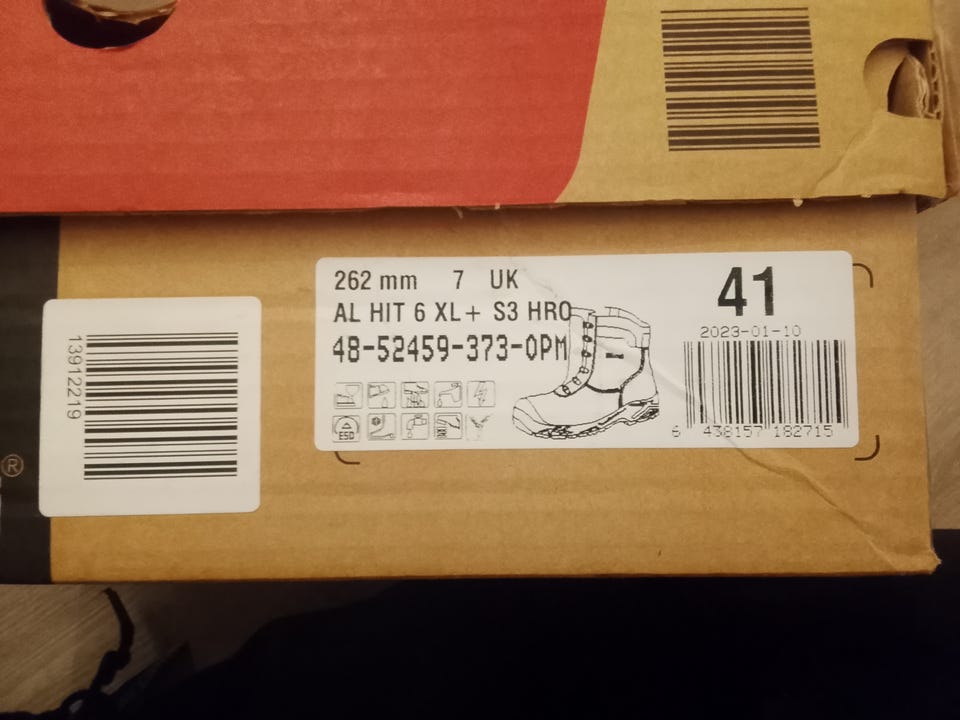 262 mm 7 UK
AL HIT 6 XL+ S3 HRO
48-52459-373-0PM
41
2023-01-10
6 438157 182715
ESD
13912219
®